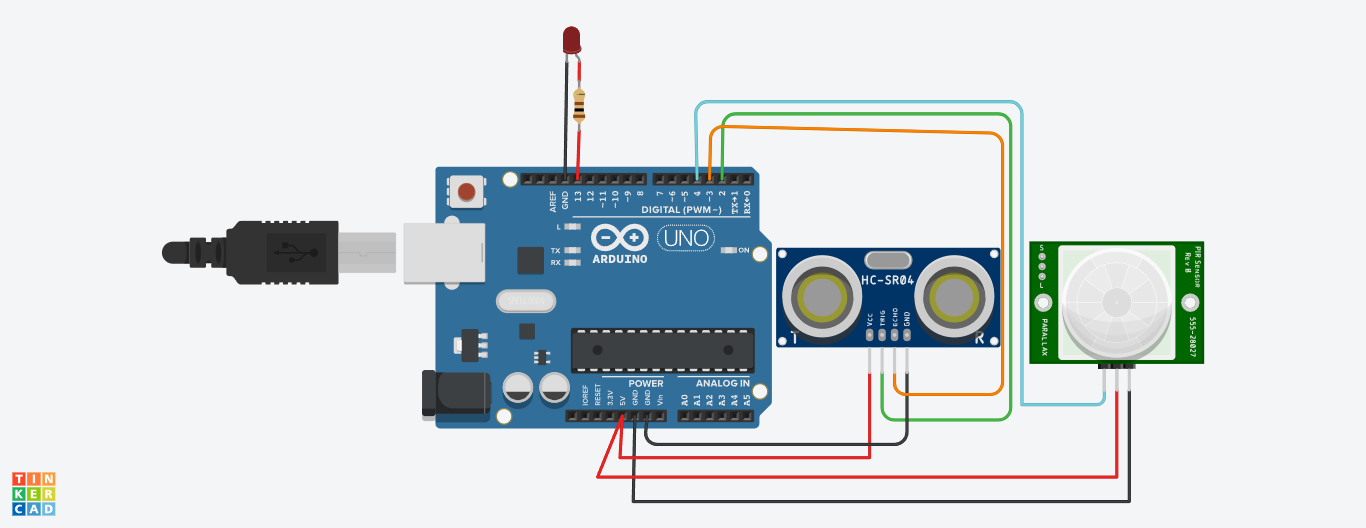 AREF
GND
13
12
~11
~10
~9
8
7
~6
~5
4
~3
2
TX→1
RX←0
DIGITAL (PWM~)
L
TX
RX
ARDUINO
UNO
ON
HC-SR04
VCC
TRIG
ECHO
GND
T
R
S
L
PARALLAX
PIR Sensor
Rev B
555-28027
POWER
ANALOG IN
IOREF
RESET
3.3V
5V
GND
GND
Vin
A0
A1
A2
A3
A4
A5
TIN
KER
CAD